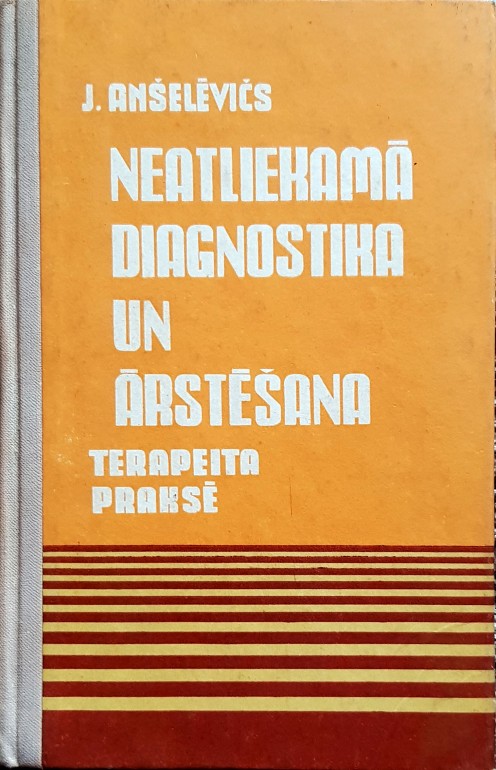 J. ANŠELĒVIČS
NEATLIEKAMĀ
DIAGNOSTIKA
UN
ĀRSTĒŠANA
TERAPEITA
PRAKSĒ